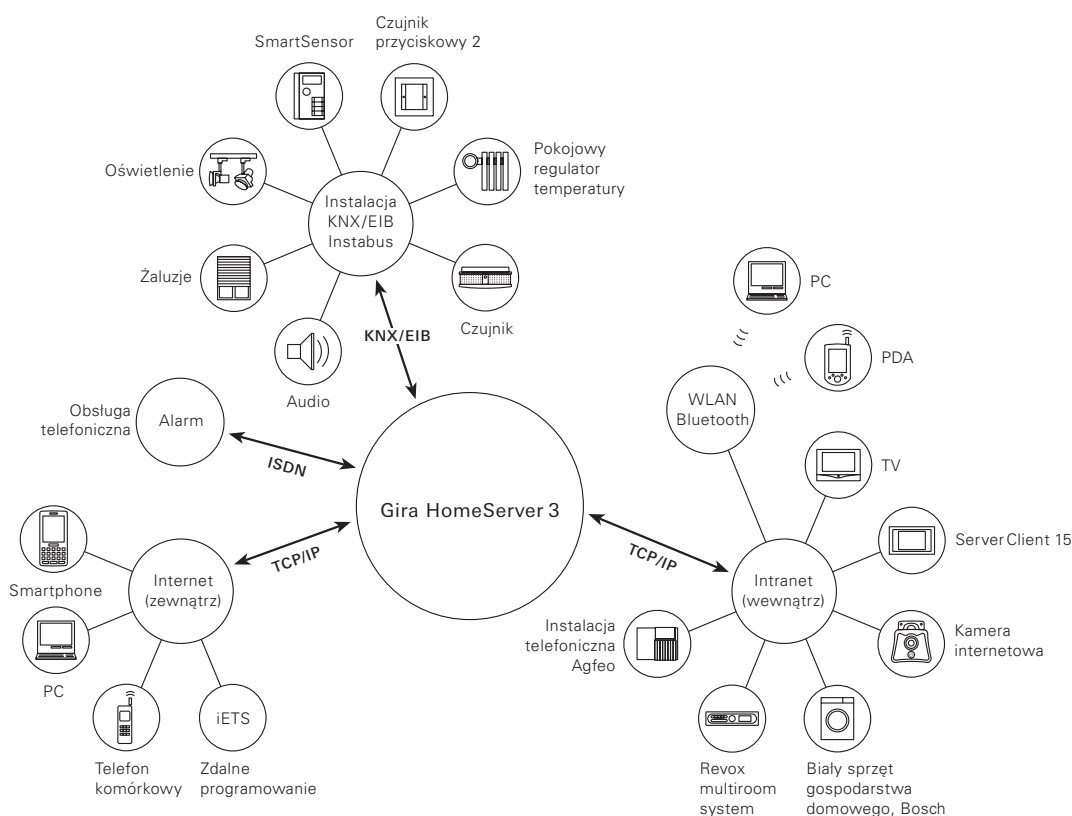 SmartSensor
Czujnik
przyciskowy 2
Oświetlenie
Pokojowy
regulator
temperatury
Instalacja
KNX/EIB
Instabus
Żaluzje
Czujnik
Audio
KNX/EIB
PC
PDA
WLAN
Bluetooth
Obsługa
telefoniczna
Alarm
ISDN
TV
Gira HomeServer 3
Server Client 15
TCP/IP
TCP/IP
Smartphone
Internet
(zewnątrz)
Intranet
(wewnątrz)
Instalacja
telefoniczna
Agfeo
Kamera
internetowa
PC
iETS
Telefon
komórkowy
Zdalne
programowanie
Revox
multiroom
system
Biały sprzęt
gospodarstwa
domowego, Bosch